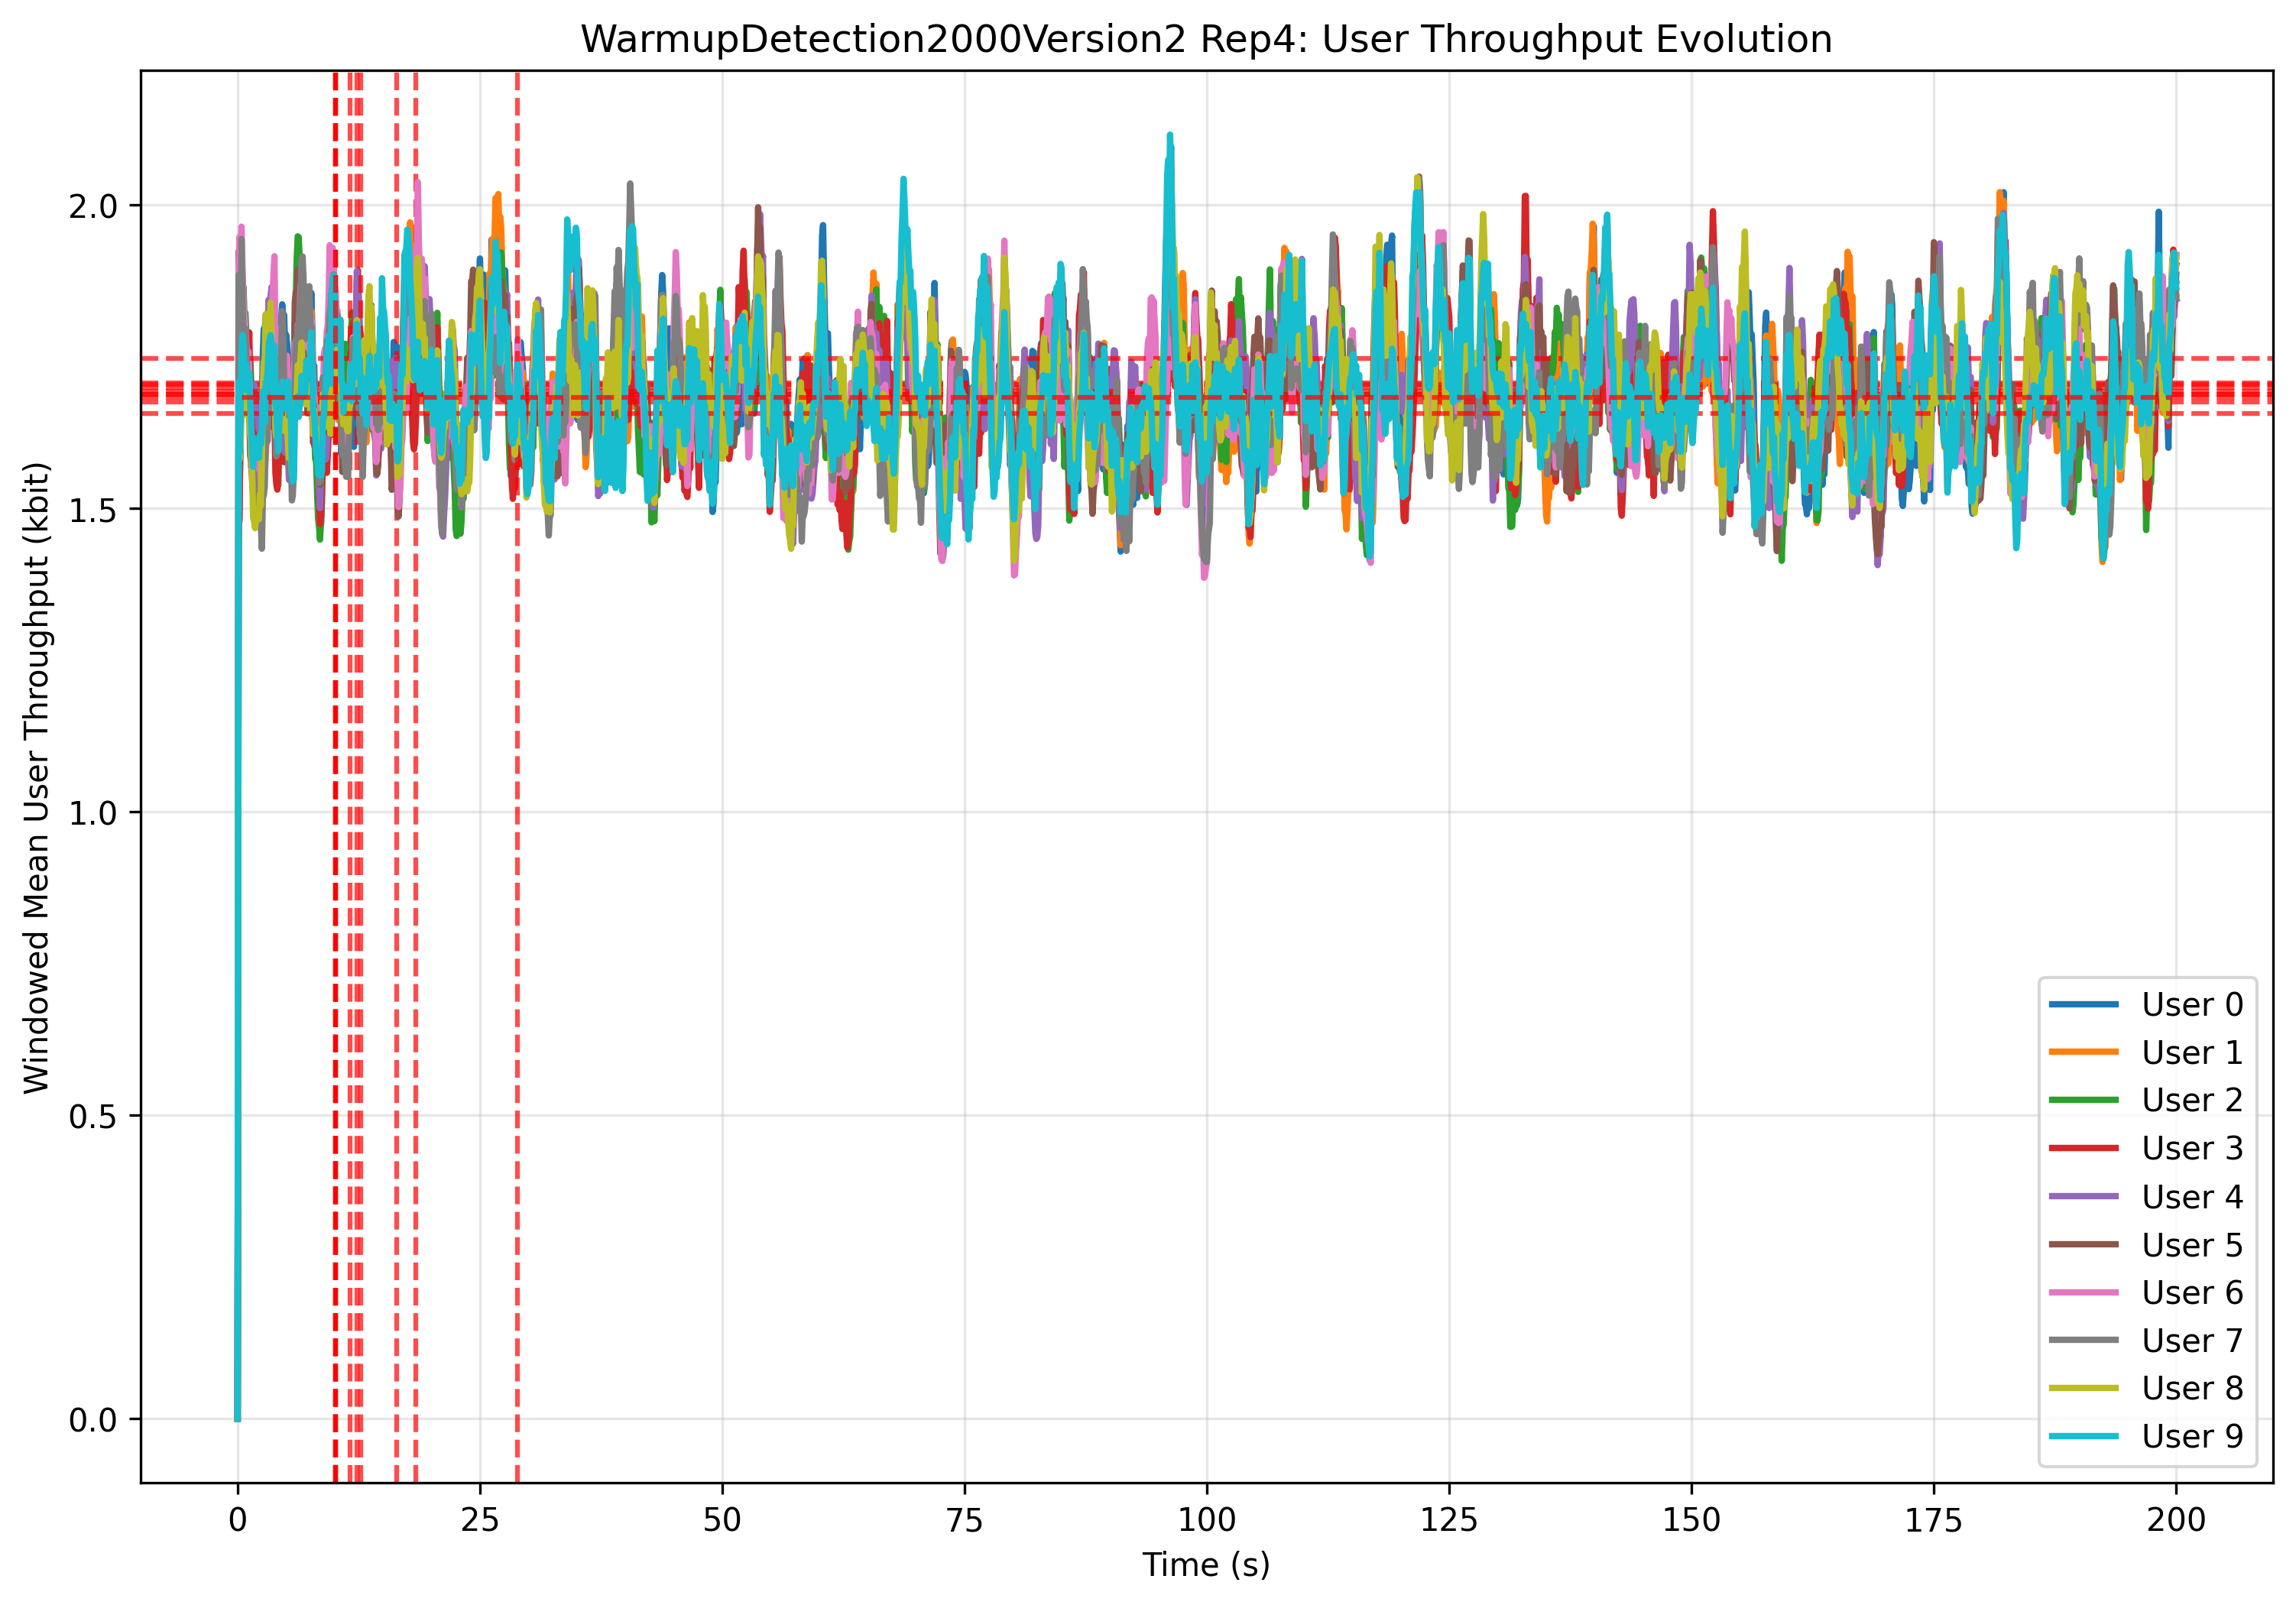 WarmupDetection2000Version2 Rep4: User Throughput Evolution
Windowed Mean User Throughput (kbit)
2.0
1.5
1.0
0.5
0.0
0
25
50
75
100
125
150
175
200
Time (s)
User 0
User 1
User 2
User 3
User 4
User 5
User 6
User 7
User 8
User 9